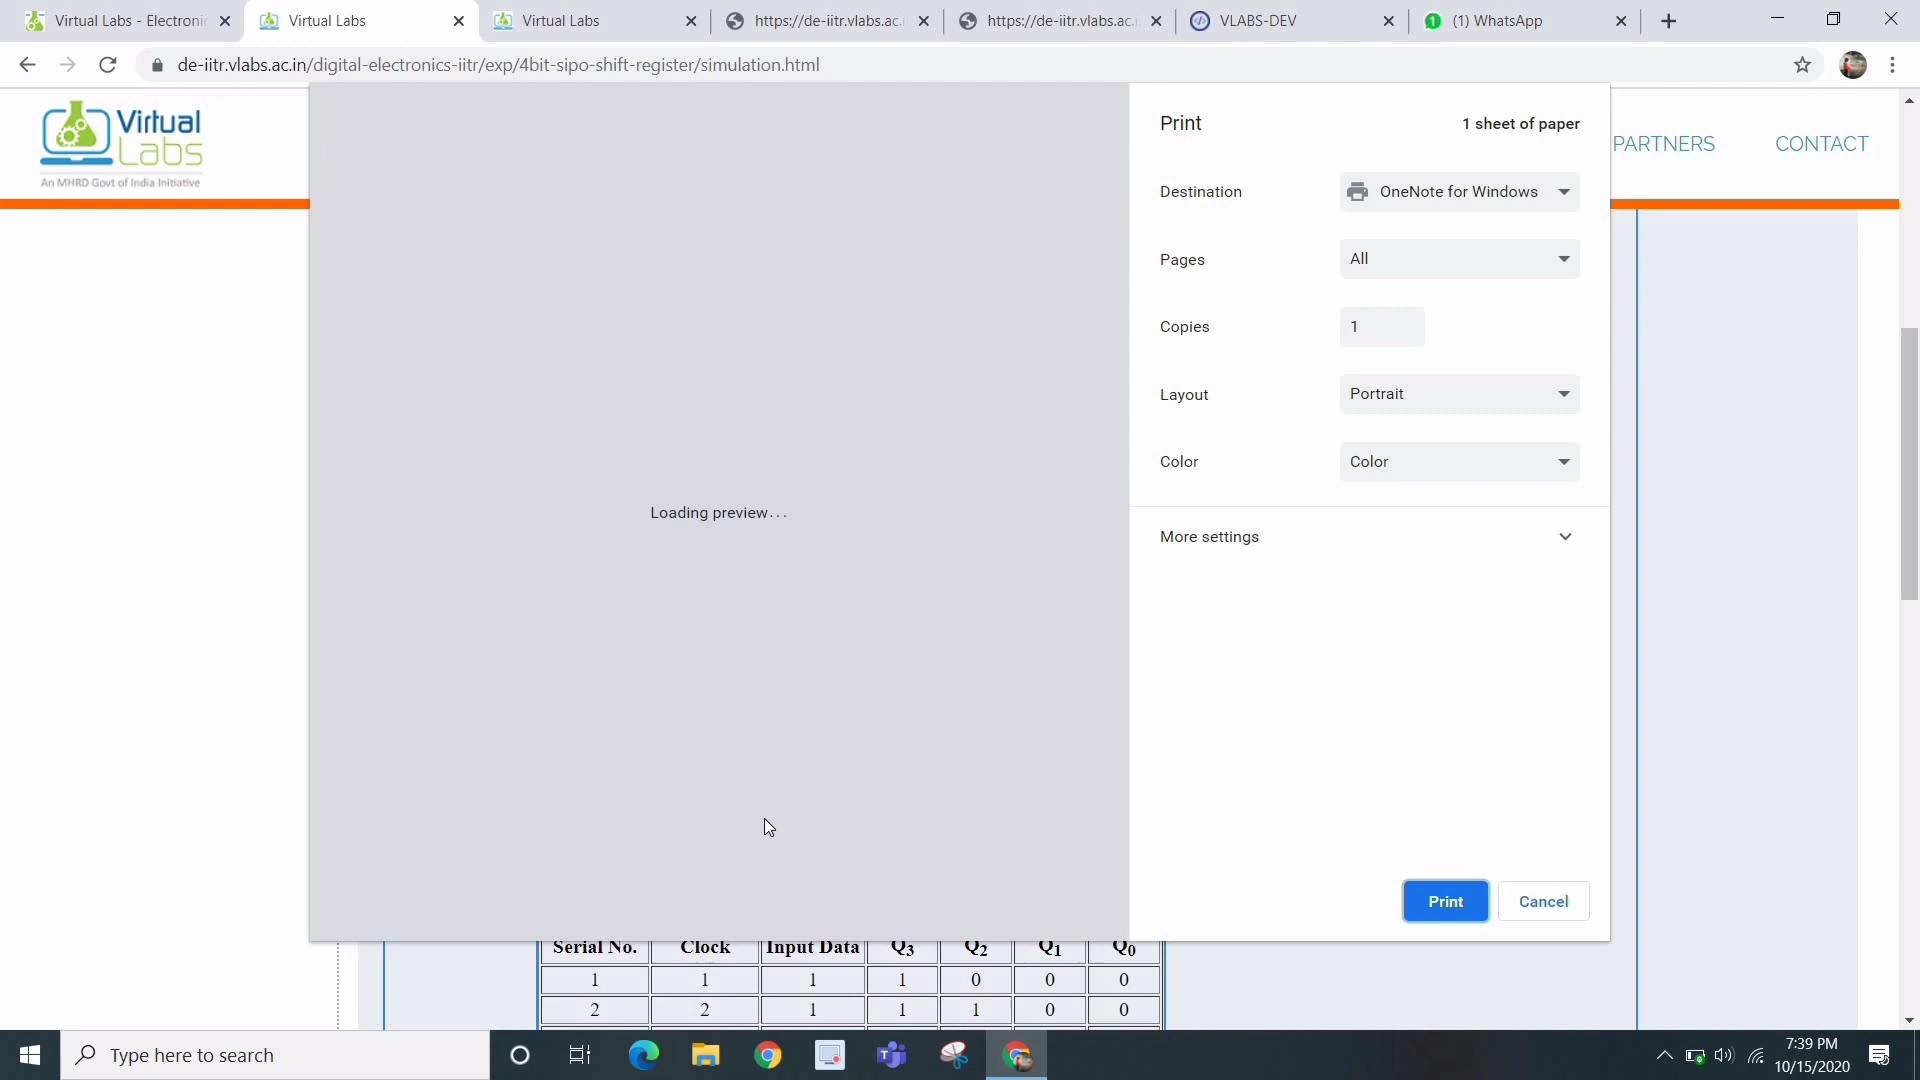 Virtual Labs - Electronic
Virtual Labs
Virtual Labs
https://de-iitr.vlabs.ac.i
https://de-iitr.vlabs.ac.i
VLABS-DEV
1
(1) WhatsApp
de-iitr.vlabs.ac.in/digital-electronics-iitr/exp/4bit-sipo-shift-register/simulation.html
Virtual
Labs
An MHRD Govt of India Initiative
PARTNERS
CONTACT
Print
1 sheet of paper
Destination
OneNote for Windows
Pages
All
Copies
1
Layout
Portrait
Color
Color
Loading preview...
More settings
Print
Cancel
Serial No. Clock Input Data Q3 Q2 Q1 Q0
1 1 1 1 0 0 0
2 2 1 1 1 0 0
Type here to search
7:39 PM
10/15/2020